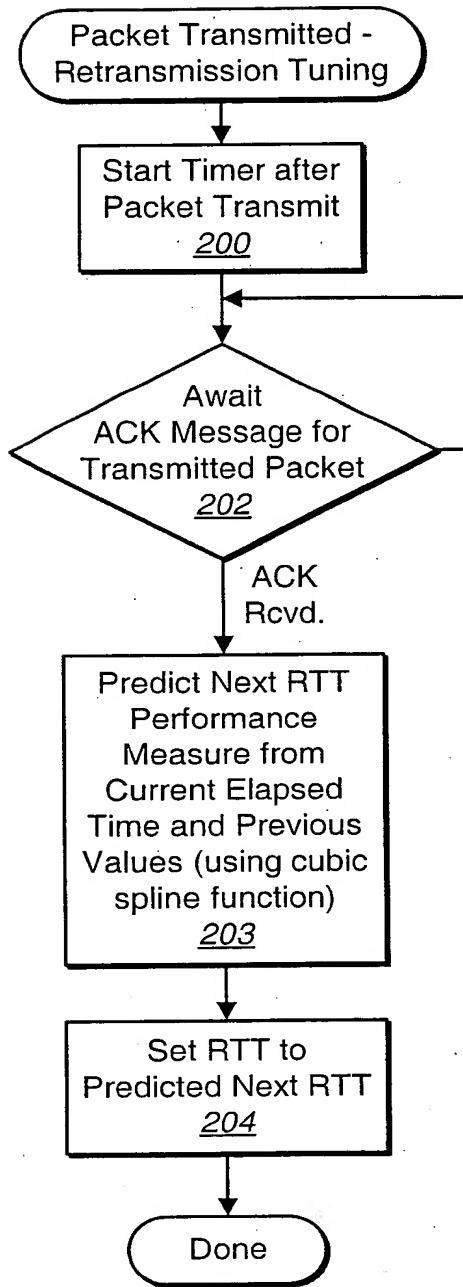 Packet Transmitted -
Retransmission Tuning
Start Timer after
Packet Transmit
200
Await
ACK Message for
Transmitted Packet
202
ACK
Rcvd.
Predict Next RTT
Performance
Measure from
Current Elapsed
Time and Previous
Values (using cubic
spline function)
203
Set RTT to
Predicted Next RTT
204
Done